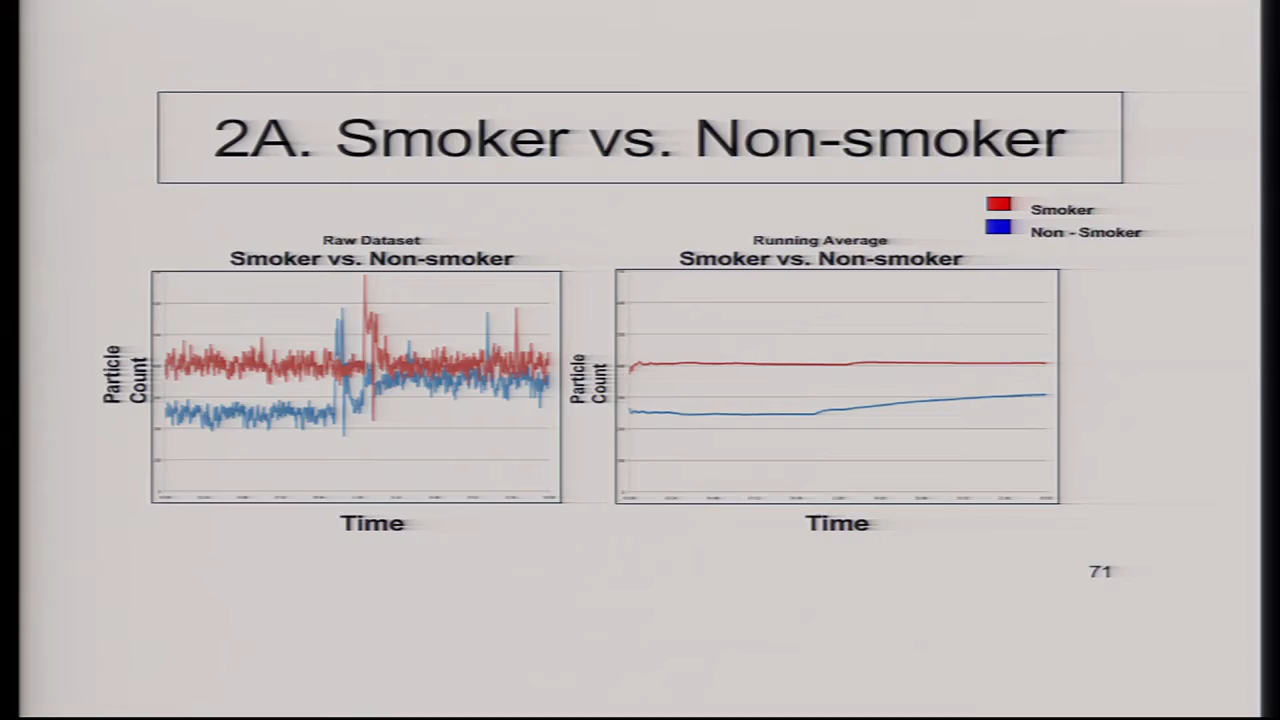 2A. Smoker vs. Non-smoker
Smoker
Non - Smoker
Raw Dataset
Smoker vs. Non-smoker
Particle
Count
Time
Running Average
Smoker vs. Non-smoker
Particle
Count
Time
71